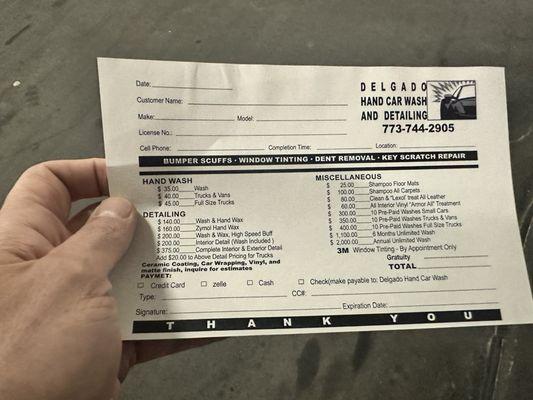 Date:
Customer Name:
Make: Model:
License No.:
Cell Phone: Completion Time: Location:
DELGADO
HAND CAR WASH
AND DETAILING
773-744-2905
BUMPER SCUFFS · WINDOW TINTING · DENT REMOVAL · KEY SCRATCH REPAIR
HAND WASH
$ 35.00 Wash
$ 40.00 Trucks & Vans
$ 45.00 Full Size Trucks
DETAILING
$ 140.00 Wash & Hand Wax
$ 160.00 Zymol Hand Wax
$ 200.00 Wash & Wax, High Speed Buff
$ 200.00 Interior Detail (Wash Included )
$ 375.00 Complete Interior & Exterior Detail
Add $20.00 to Above Detail Pricing for Trucks
Ceramic Coating, Car Wrapping, Vinyl, and
matte finish, inquire for estimates
PAYMET:
MISCELLANEOUS
$ 25.00 Shampoo Floor Mats
$ 100.00 Shampoo All Carpets
$ 80.00 Clean & "Lexol" treat All Leather
$ 60.00 All Interior Vinyl "Armor All" Treatment
$ 300.00 10 Pre-Paid Washes Small Cars
$ 350.00 10 Pre-Paid Washes Trucks & Vans
$ 400.00 10 Pre-Paid Washes Full Size Trucks
$ 1,100.00 6 Months Unlimited Wash
$ 2,000.00 Annual Unlimited Wash
3M Window Tinting - By Appointment Only
Gratuity
TOTAL
Credit Card zelle Cash Check(make payable to: Delgado Hand Car Wash
Type: CC#:
Signature: Expiration Date:
THANK YOU